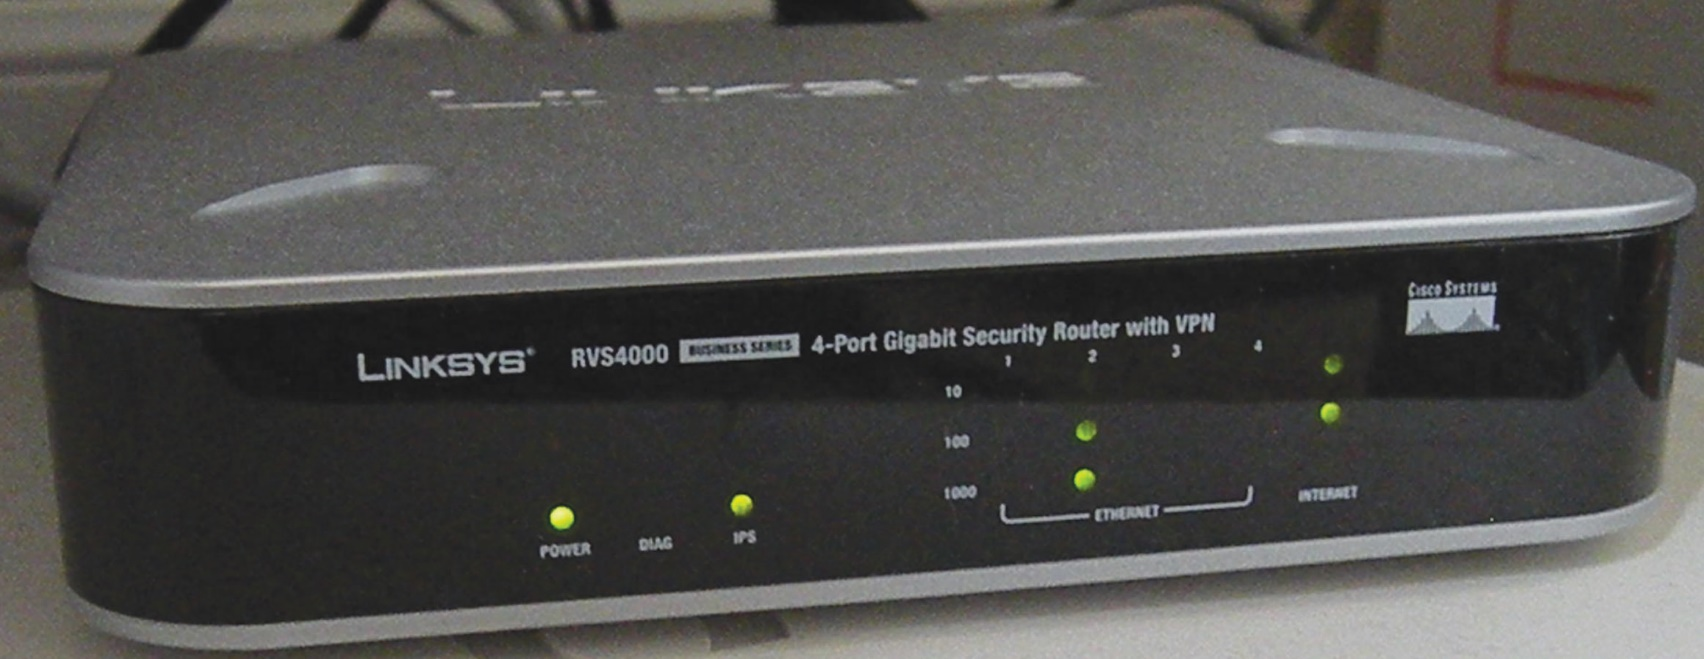 LINKSYS
CISCO SYSTEMS
LINKSYS® RVS4000 BUSINESS SERIES 4-Port Gigabit Security Router with VPN
1 2 3 4
10
100
1000
ETHERNET INTERNET
POWER DIAG IPS